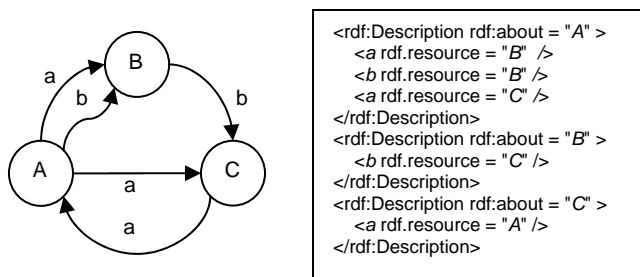 a
B
b
b
A
C
a
a
<rdf:Description rdf:about = "A" >
<a rdf.resource = "B" />
<b rdf.resource = "B" />
<a rdf.resource = "C" />
</rdf:Description>
<rdf:Description rdf:about = "B" >
<b rdf.resource = "C" />
</rdf:Description>
<rdf:Description rdf:about = "C" >
<a rdf.resource = "A" />
</rdf:Description>